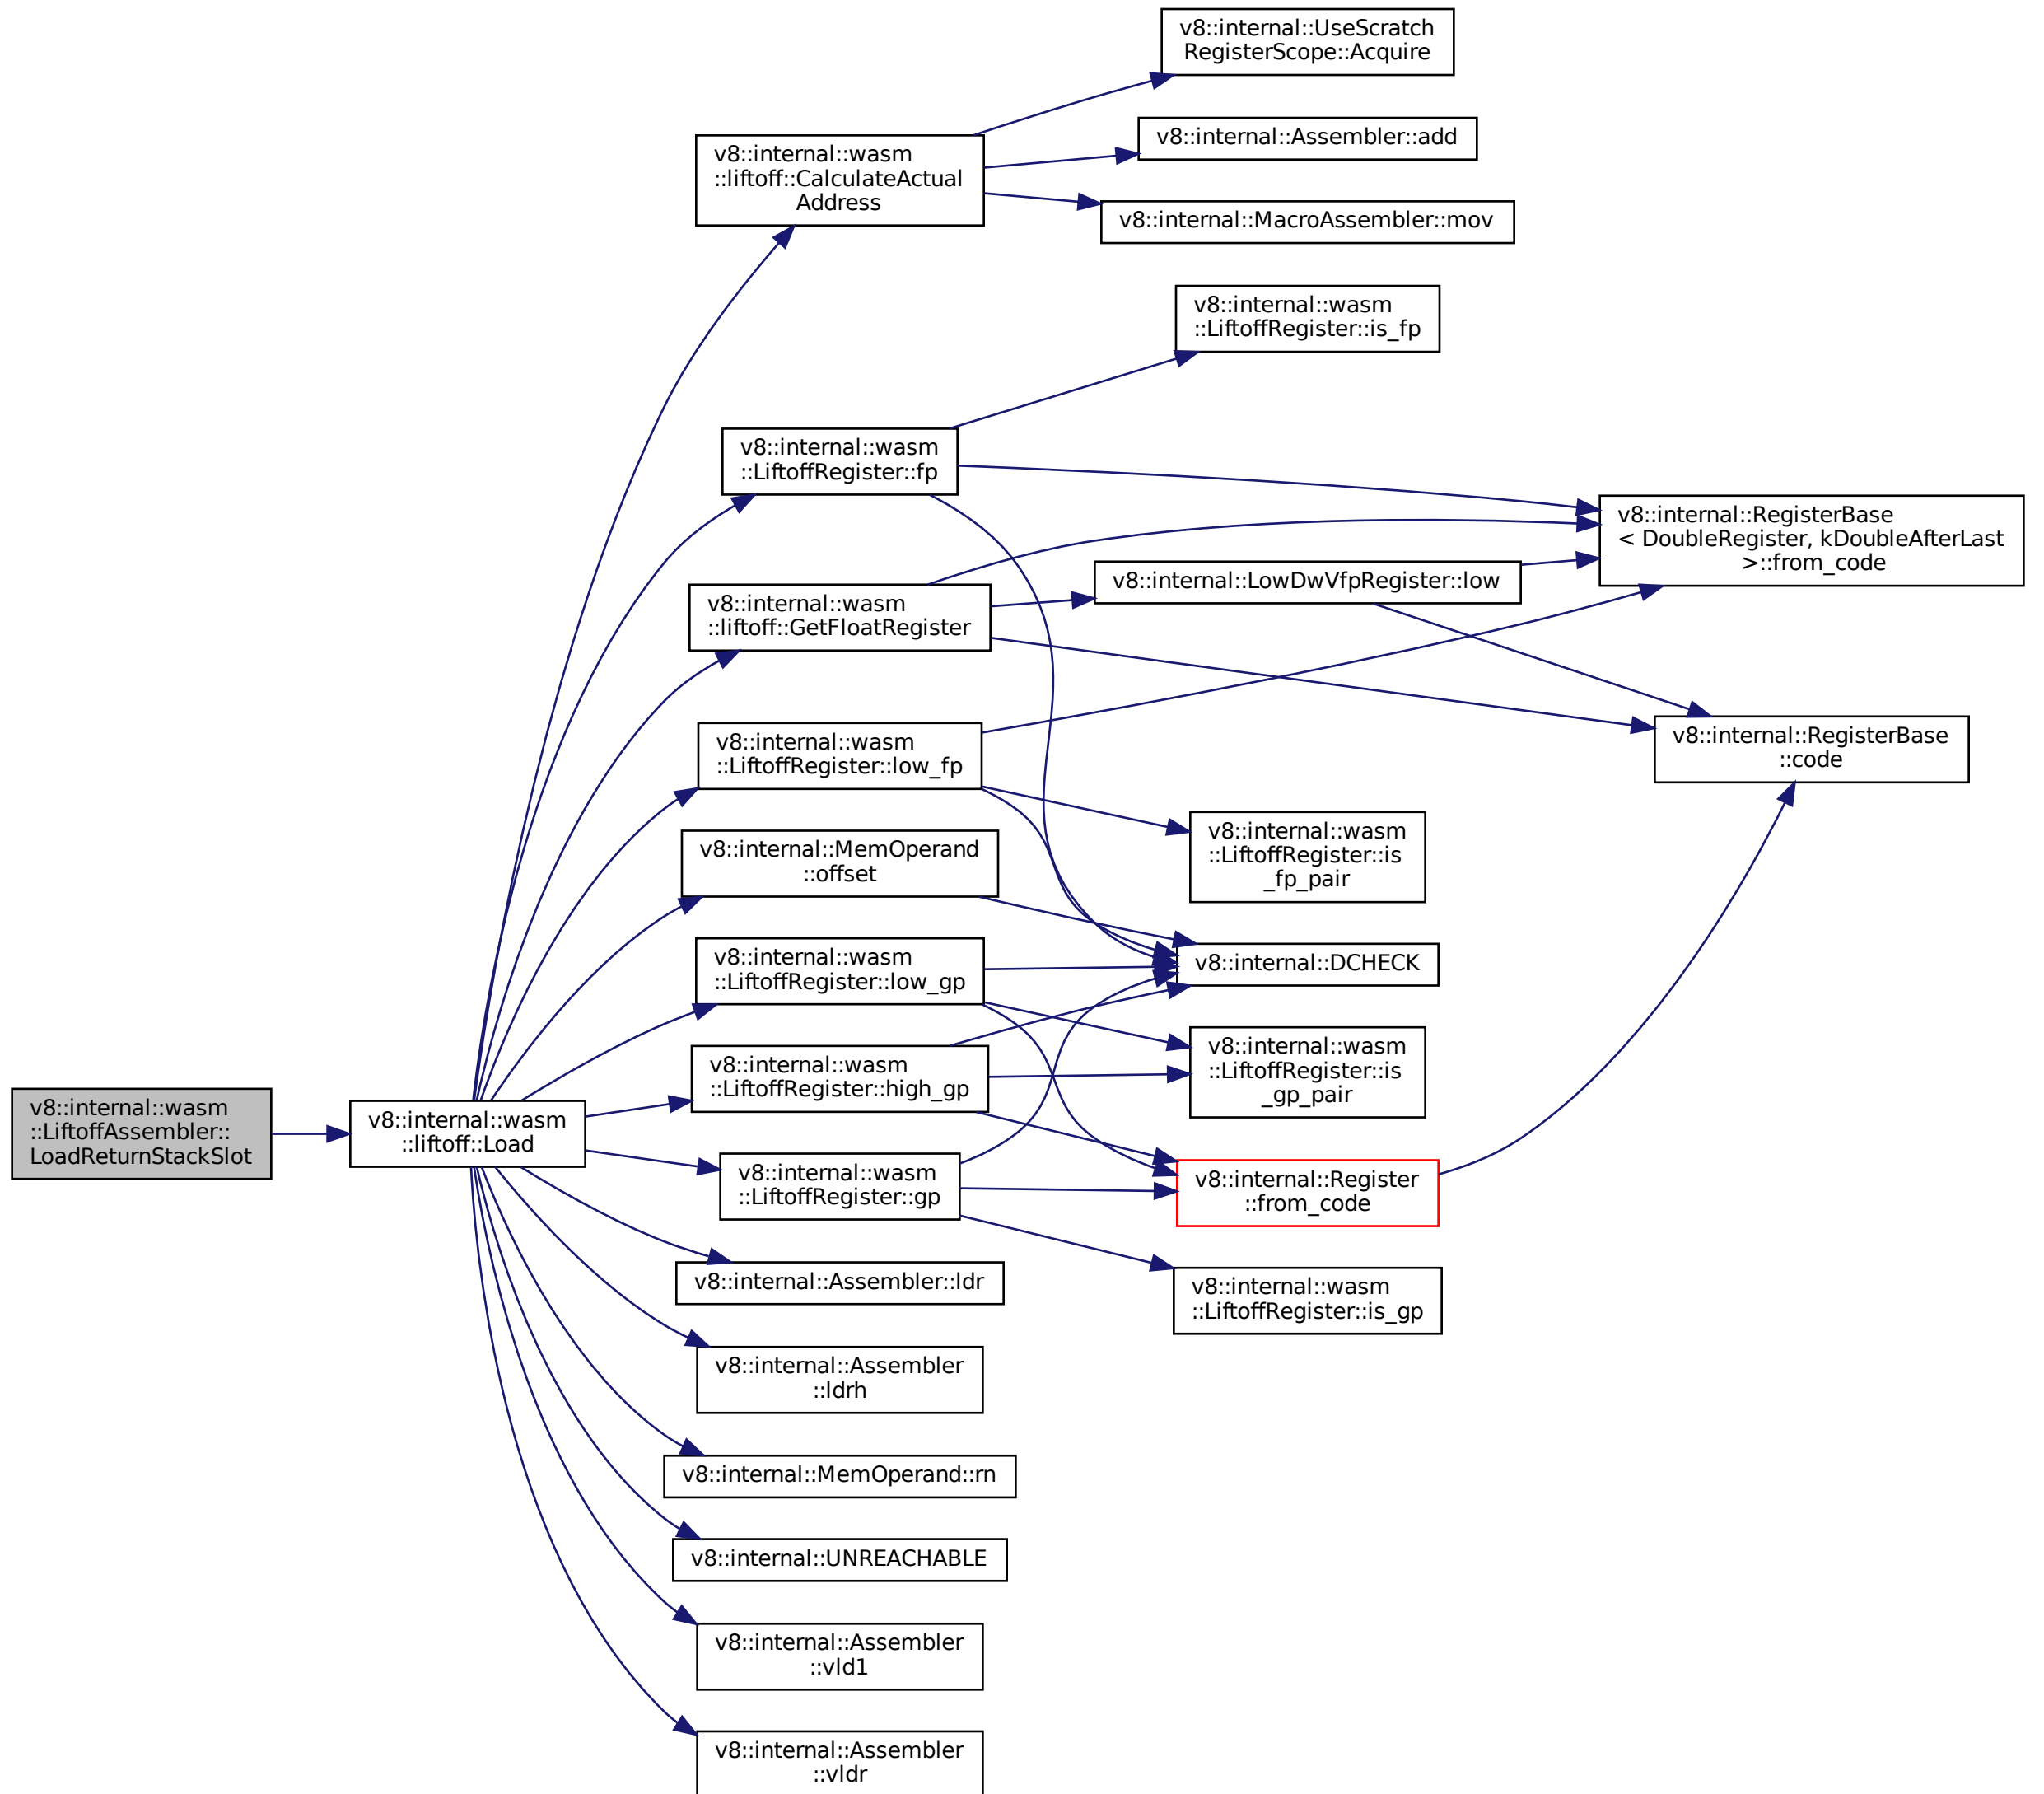 v8::internal::UseScratch
RegisterScope::Acquire
v8::internal::Assembler::add
v8::internal::wasm
::liftoff::CalculateActual
Address
v8::internal::MacroAssembler::mov
v8::internal::wasm
::LiftoffRegister::is_fp
v8::internal::wasm
::LiftoffRegister::fp
v8::internal::RegisterBase
< DoubleRegister, kDoubleAfterLast
>::from_code
v8::internal::LowDwVfpRegister::low
v8::internal::wasm
::liftoff::GetFloatRegister
v8::internal::wasm
::LiftoffRegister::low_fp
v8::internal::RegisterBase
::code
v8::internal::wasm
::LiftoffRegister::is
_fp_pair
v8::internal::MemOperand
::offset
v8::internal::DCHECK
v8::internal::wasm
::LiftoffRegister::low_gp
v8::internal::wasm
::LiftoffRegister::is
_gp_pair
v8::internal::wasm
::LiftoffRegister::high_gp
v8::internal::wasm
::LiftoffAssembler::
LoadReturnStackSlot
v8::internal::wasm
::liftoff::Load
v8::internal::wasm
::LiftoffRegister::gp
v8::internal::Register
::from_code
v8::internal::Assembler::ldr
v8::internal::wasm
::LiftoffRegister::is_gp
v8::internal::Assembler
::ldrh
v8::internal::MemOperand::rn
v8::internal::UNREACHABLE
v8::internal::Assembler
::vld1
v8::internal::Assembler
::vldr